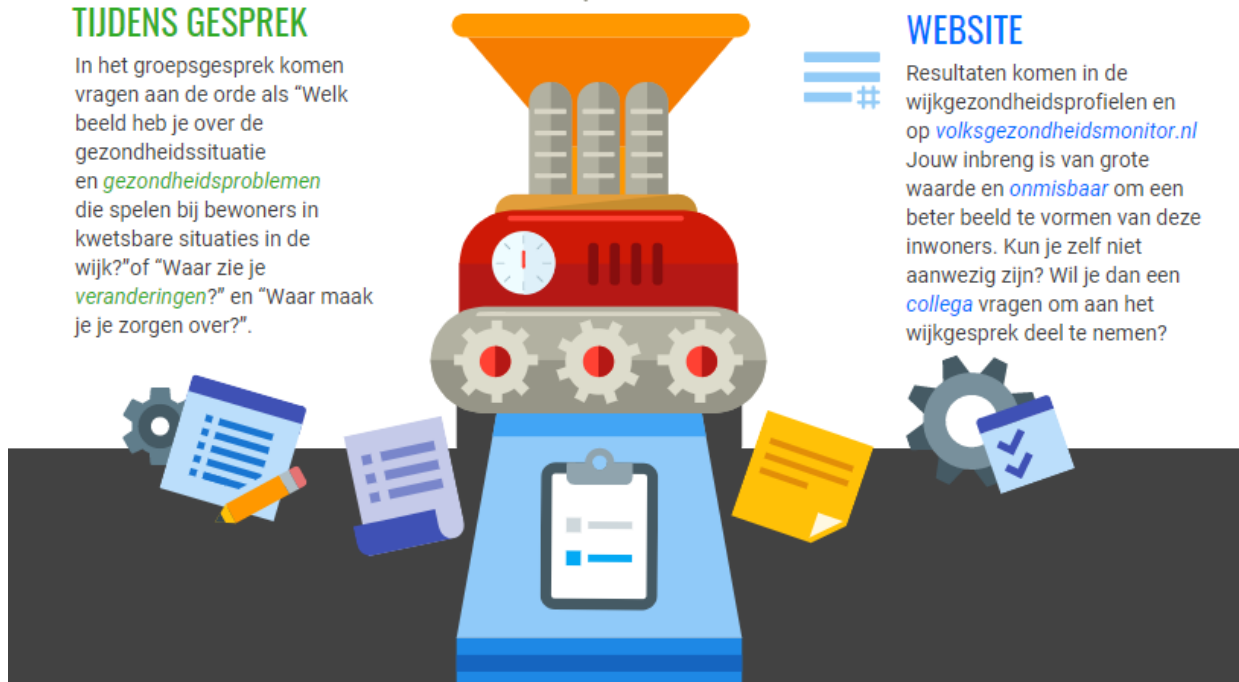 TIJDENS GESPREK
In het groepsgesprek komen
vragen aan de orde als “Welk
beeld heb je over de
gezondheidssituatie
en gezondheidsproblemen
die spelen bij bewoners in
kwetsbare situaties in de
wijk?”of “Waar zie je
veranderingen?” en “Waar maak
je je zorgen over?”.
WEBSITE
Resultaten komen in de
wijkgezondheidsprofielen en
op volksgezondheidsmonitor.nl
Jouw inbreng is van grote
waarde en onmisbaar om een
beter beeld te vormen van deze
inwoners. Kun je zelf niet
aanwezig zijn? Wil je dan een
collega vragen om aan het
wijkgesprek deel te nemen?